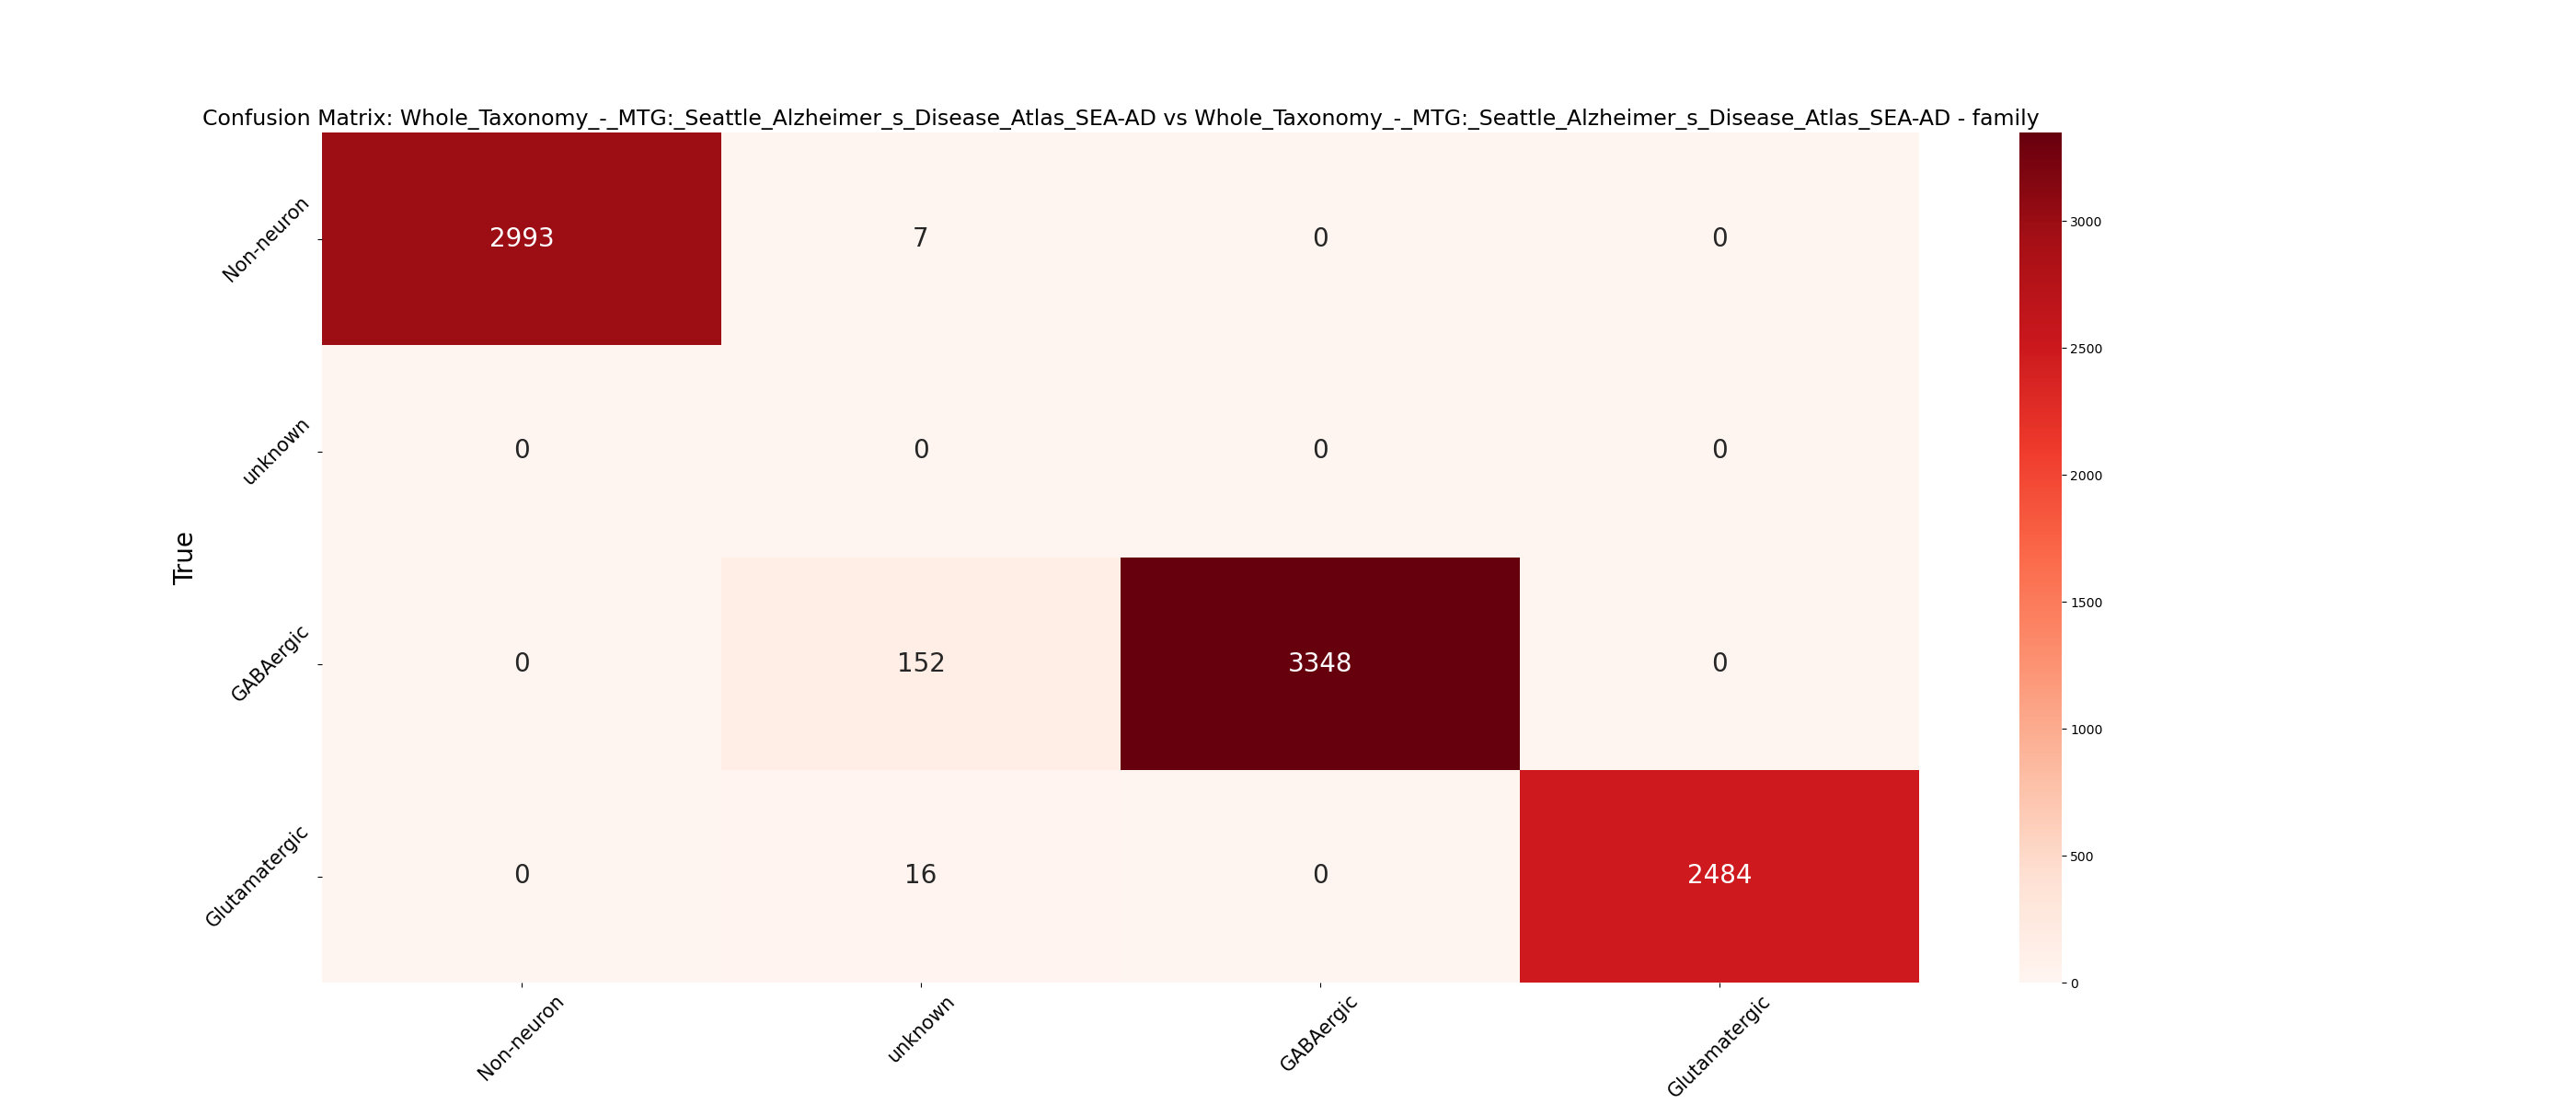 Confusion Matrix: Whole_Taxonomy_-_MTG:_Seattle_Alzheimer_s_Disease_Atlas_SEA-AD vs Whole_Taxonomy_-_MTG:_Seattle_Alzheimer_s_Disease_Atlas_SEA-AD - family
True
Non-neuron
2993
7
0
0
unknown
0
0
0
0
GABAergic
0
152
3348
0
Glutamatergic
0
16
0
2484
Non-neuron
unknown
GABAergic
Glutamatergic
3000
2500
2000
1500
1000
500
0